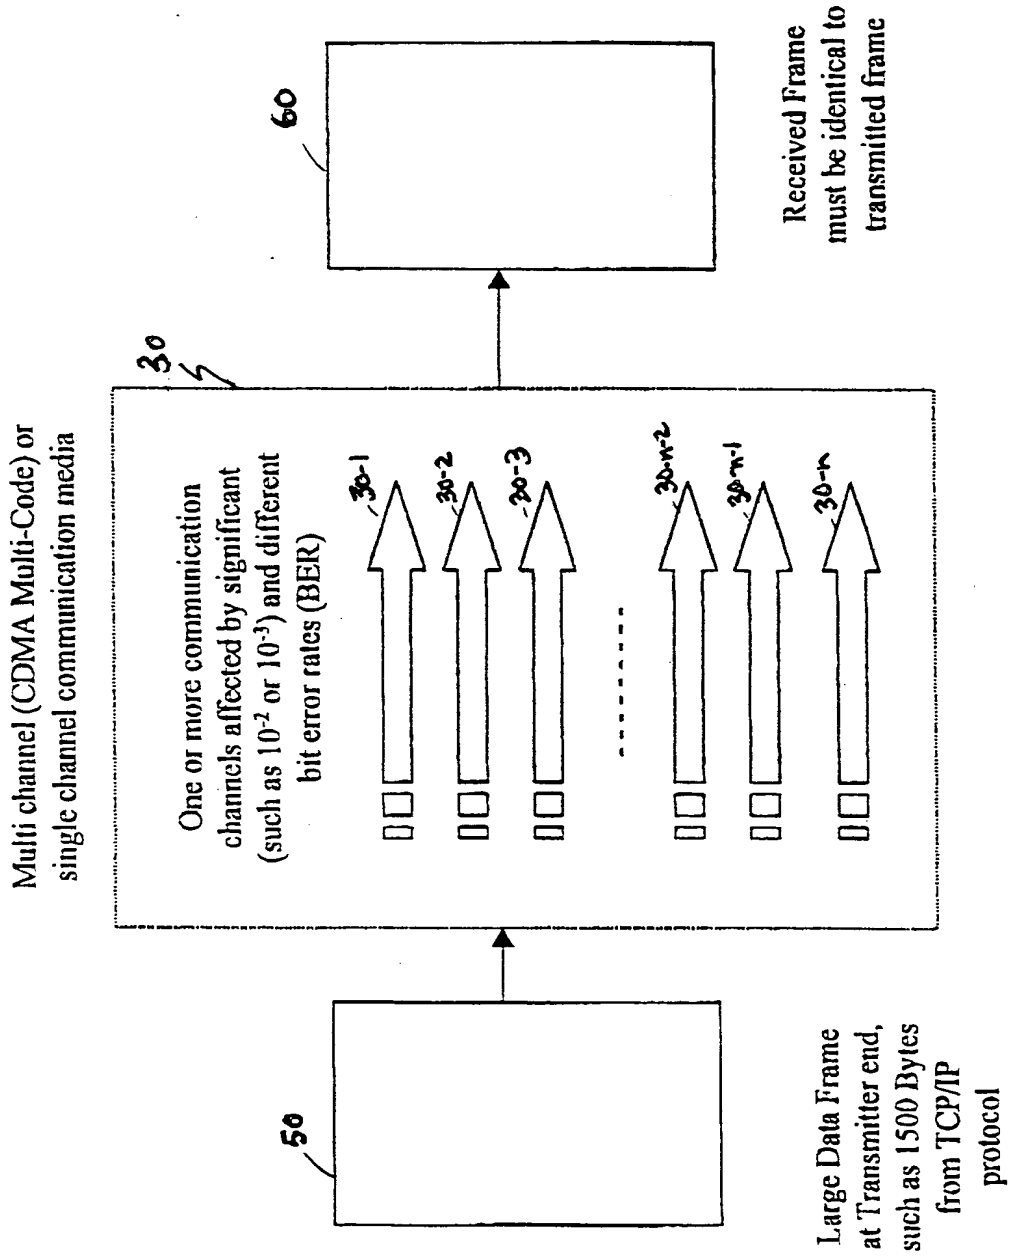 Multi channel (CDMA Multi-Code) or
single channel communication media
30
One or more communication
channels affected by significant
(such as 10⁻² or 10⁻³) and different
bit error rates (BER)
30-1
30-2
30-3
30-n-2
30-n-1
30-n
50
Large Data Frame
at Transmitter end,
such as 1500 Bytes
from TCP/IP
protocol
60
Received Frame
must be identical to
transmitted frame